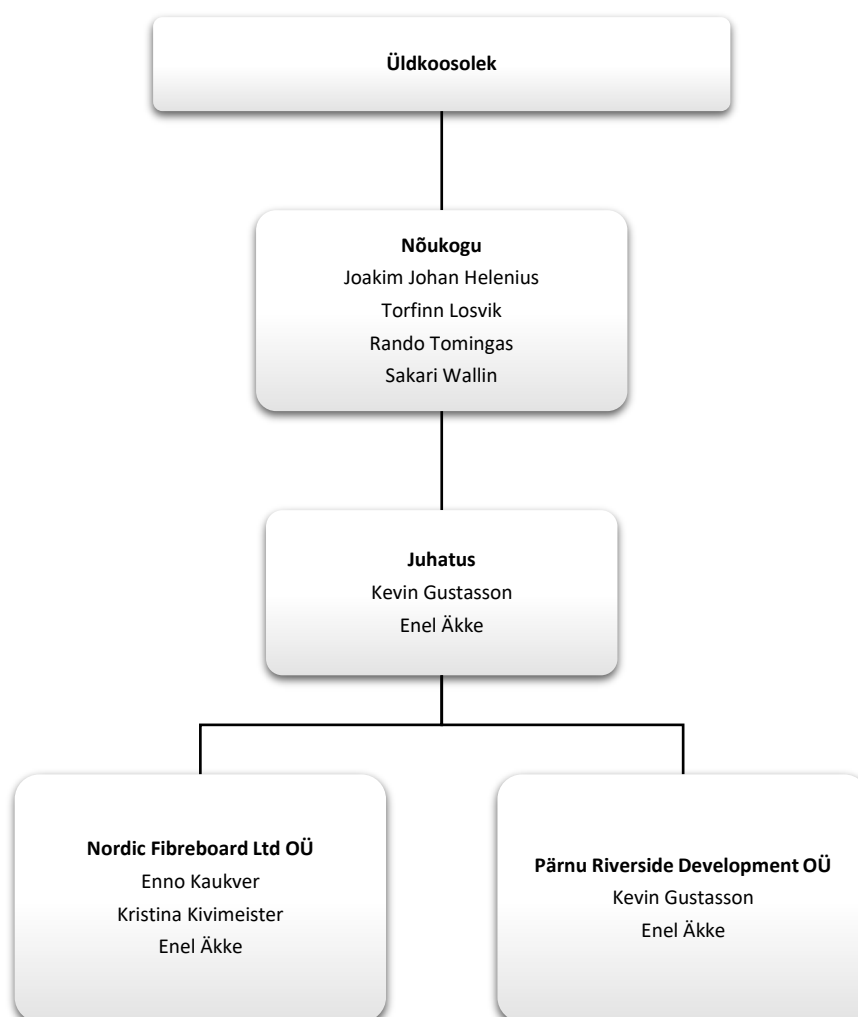 Üldkoosolek
Nõukogu
Joakim Johan Helenius
Torfinn Losvik
Rando Tomingas
Sakari Wallin
Juhatus
Kevin Gustasson
Enel Äkke
Nordic Fibreboard Ltd OÜ
Enno Kaukver
Kristina Kivimeister
Enel Äkke
Pärnu Riverside Development OÜ
Kevin Gustasson
Enel Äkke